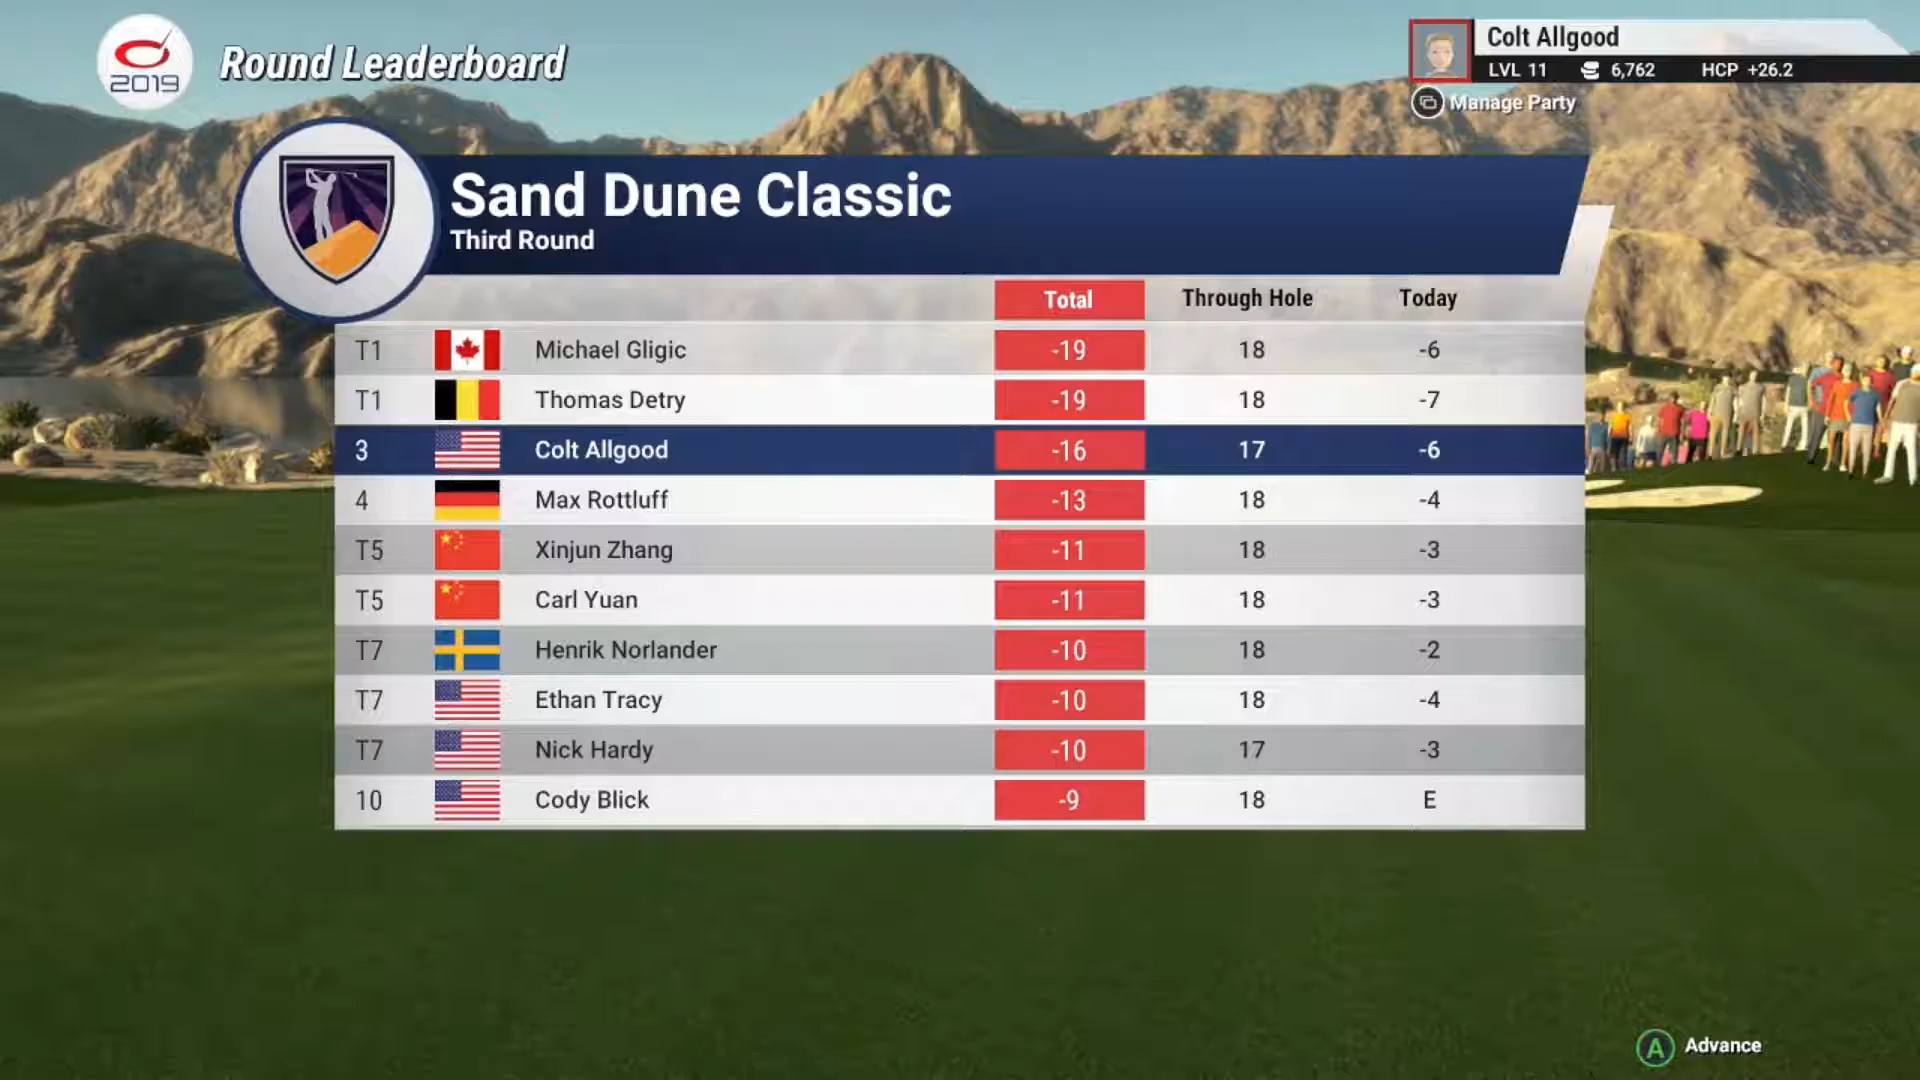 2019
Round Leaderboard
Colt Allgood
LVL 11 6,762 HCP +26.2
Manage Party
Sand Dune Classic
Third Round
Total Through Hole Today
T1 Michael Gligic -19 18 -6
T1 Thomas Detry -19 18 -7
3 Colt Allgood -16 17 -6
4 Max Rottluff -13 18 -4
T5 Xinjun Zhang -11 18 -3
T5 Carl Yuan -11 18 -3
T7 Henrik Norlander -10 18 -2
T7 Ethan Tracy -10 18 -4
T7 Nick Hardy -10 17 -3
10 Cody Blick -9 18 E
A Advance